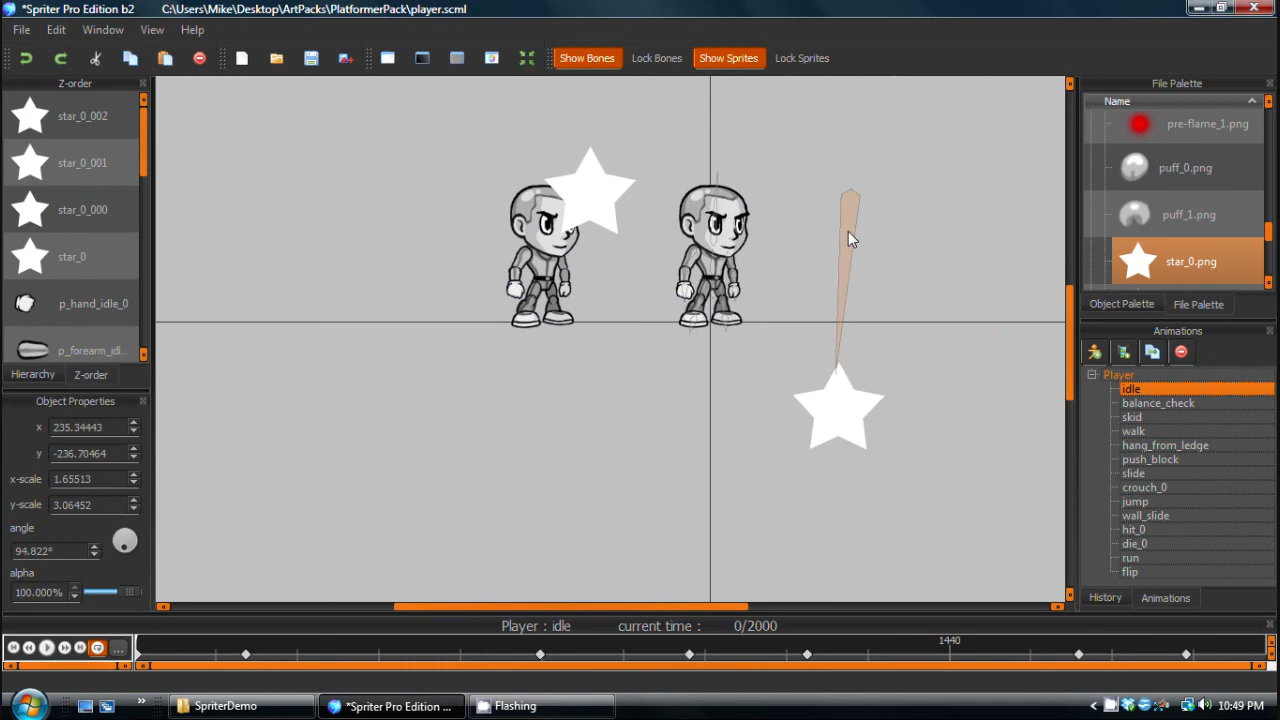 *Spriter Pro Edition b2 C:\Users\Mike\Desktop\ArtPacks\PlatformerPack\player.scml
File Edit Window View Help
Show Bones Lock Bones Show Sprites Lock Sprites
Z-order
star_0_002
star_0_001
star_0_000
star_0
p_hand_idle_0
p_forearm_idl...
Hierarchy Z-order
Object Properties
x 235.34443
y -236.70464
x-scale 1.65513
y-scale 3.06452
angle
94.822°
alpha
100.000%
File Palette
Name
pre-flame_1.png
puff_0.png
puff_1.png
star_0.png
Object Palette File Palette
Animations
Player
idle
balance_check
skid
walk
hang_from_ledge
push_block
slide
crouch_0
jump
wall_slide
hit_0
die_0
run
flip
History Animations
Player : idle current time : 0/2000
...
1440
SpriterDemo *Spriter Pro Edition ... Flashing 10:49 PM